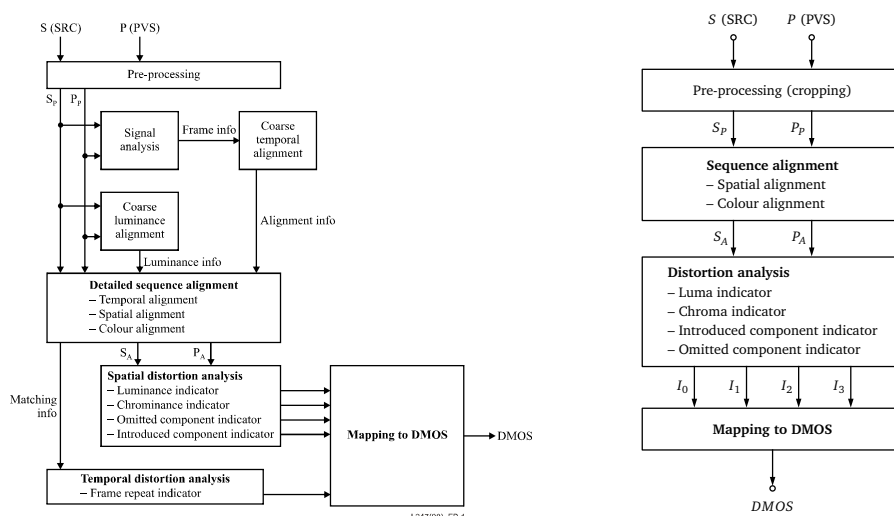 S (SRC)
P (PVS)
Pre-processing
S_P
P_P
Signal
analysis
Frame info
Coarse
temporal
alignment
Coarse
luminance
alignment
Alignment info
Luminance info
Detailed sequence alignment
– Temporal alignment
– Spatial alignment
– Colour alignment
S_A
P_A
Matching
info
Spatial distortion analysis
– Luminance indicator
– Chrominance indicator
– Omitted component indicator
– Introduced component indicator
Mapping to DMOS
DMOS
Temporal distortion analysis
– Frame repeat indicator
S (SRC)
P (PVS)
Pre-processing (cropping)
S_P
P_P
Sequence alignment
– Spatial alignment
– Colour alignment
S_A
P_A
Distortion analysis
– Luma indicator
– Chroma indicator
– Introduced component indicator
– Omitted component indicator
I_0
I_1
I_2
I_3
Mapping to DMOS
DMOS